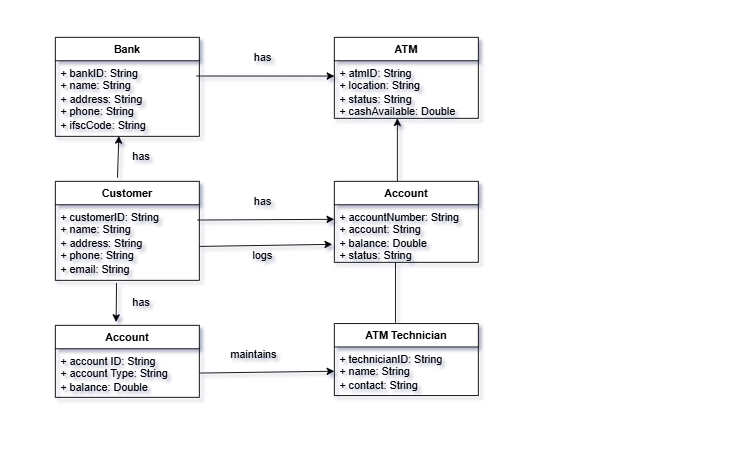 Bank
+ bankID: String
+ name: String
+ address: String
+ phone: String
+ ifscCode: String
has
ATM
+ atmID: String
+ location: String
+ status: String
+ cashAvailable: Double
has
Customer
+ customerID: String
+ name: String
+ address: String
+ phone: String
+ email: String
has
logs
Account
+ accountNumber: String
+ account: String
+ balance: Double
+ status: String
has
Account
+ account ID: String
+ account Type: String
+ balance: Double
maintains
ATM Technician
+ technicianID: String
+ name: String
+ contact: String